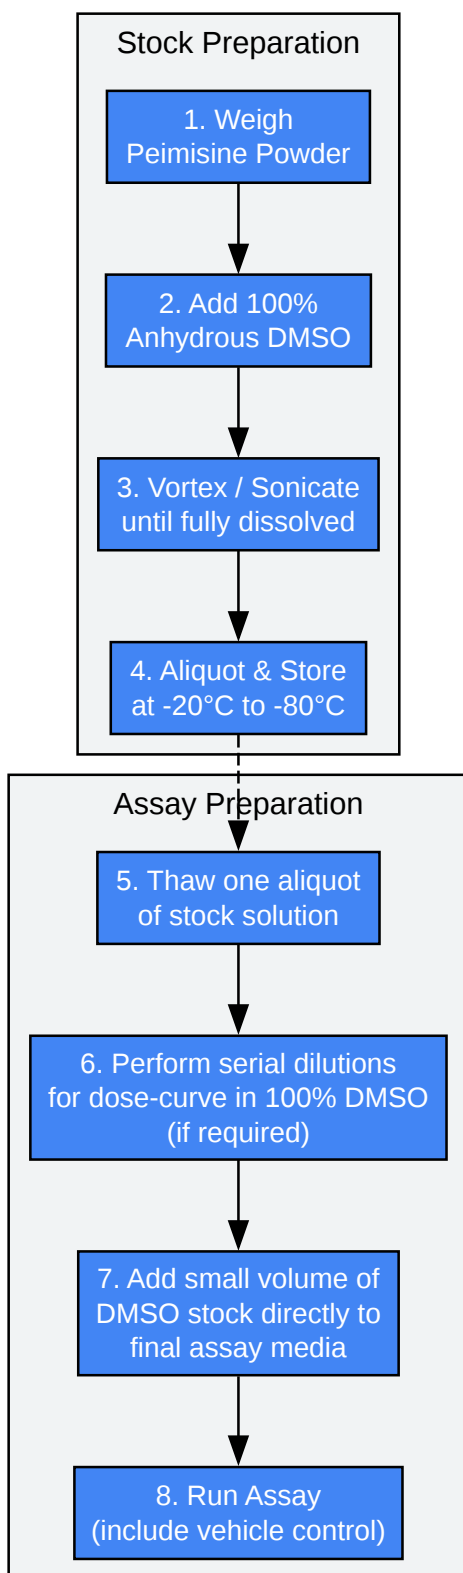 Stock Preparation
1. Weigh
Peimisine Powder
2. Add 100%
Anhydrous DMSO
3. Vortex / Sonicate
until fully dissolved
4. Aliquot & Store
at -20°C to -80°C
Assay Preparation
5. Thaw one aliquot
of stock solution
6. Perform serial dilutions
for dose-curve in 100% DMSO
(if required)
7. Add small volume of
DMSO stock directly to
final assay media
8. Run Assay
(include vehicle control)